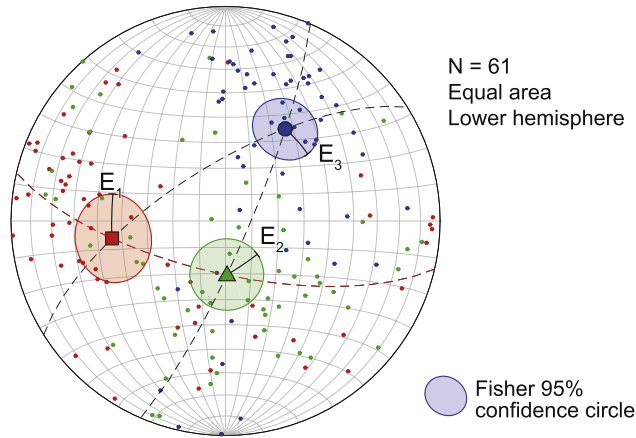 N = 61
Equal area
Lower hemisphere
E3
E1
E2
Fisher 95%
confidence circle